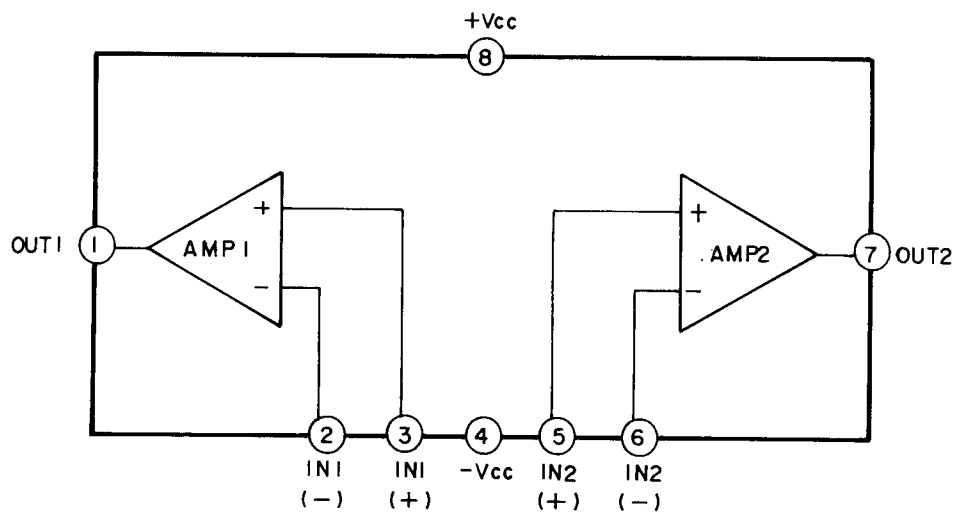 +Vcc
8
+
+
AMP1
AMP2
OUT1
1
7
OUT2
−
−
2
3
4
5
6
IN1
IN1
−Vcc
IN2
IN2
(−)
(+)
(+)
(−)